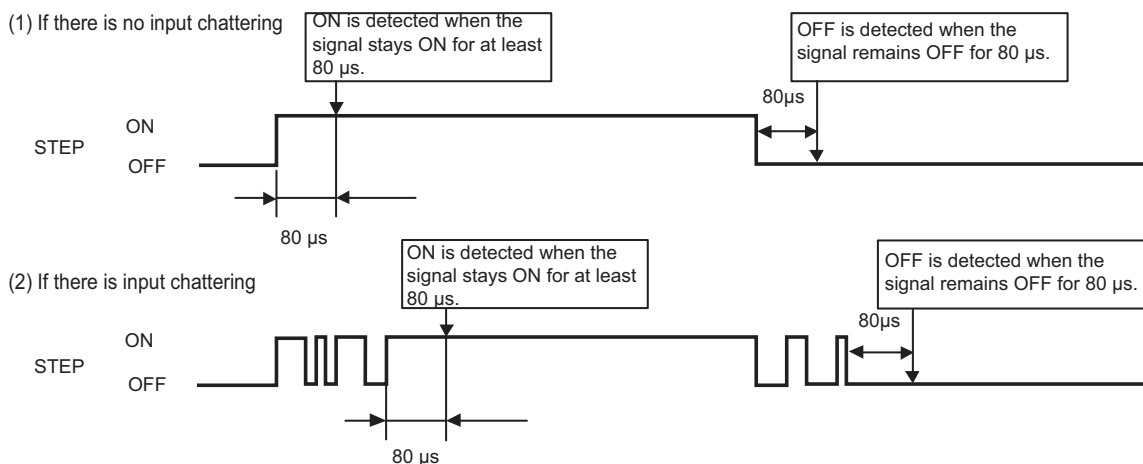 (1) If there is no input chattering
ON is detected when the
signal stays ON for at least
80 µs.
OFF is detected when the
signal remains OFF for 80 µs.
80µs
ON
STEP
OFF
80 µs
(2) If there is input chattering
ON is detected when the
signal stays ON for at least
80 µs.
OFF is detected when the
signal remains OFF for 80 µs.
80µs
ON
STEP
OFF
80 µs